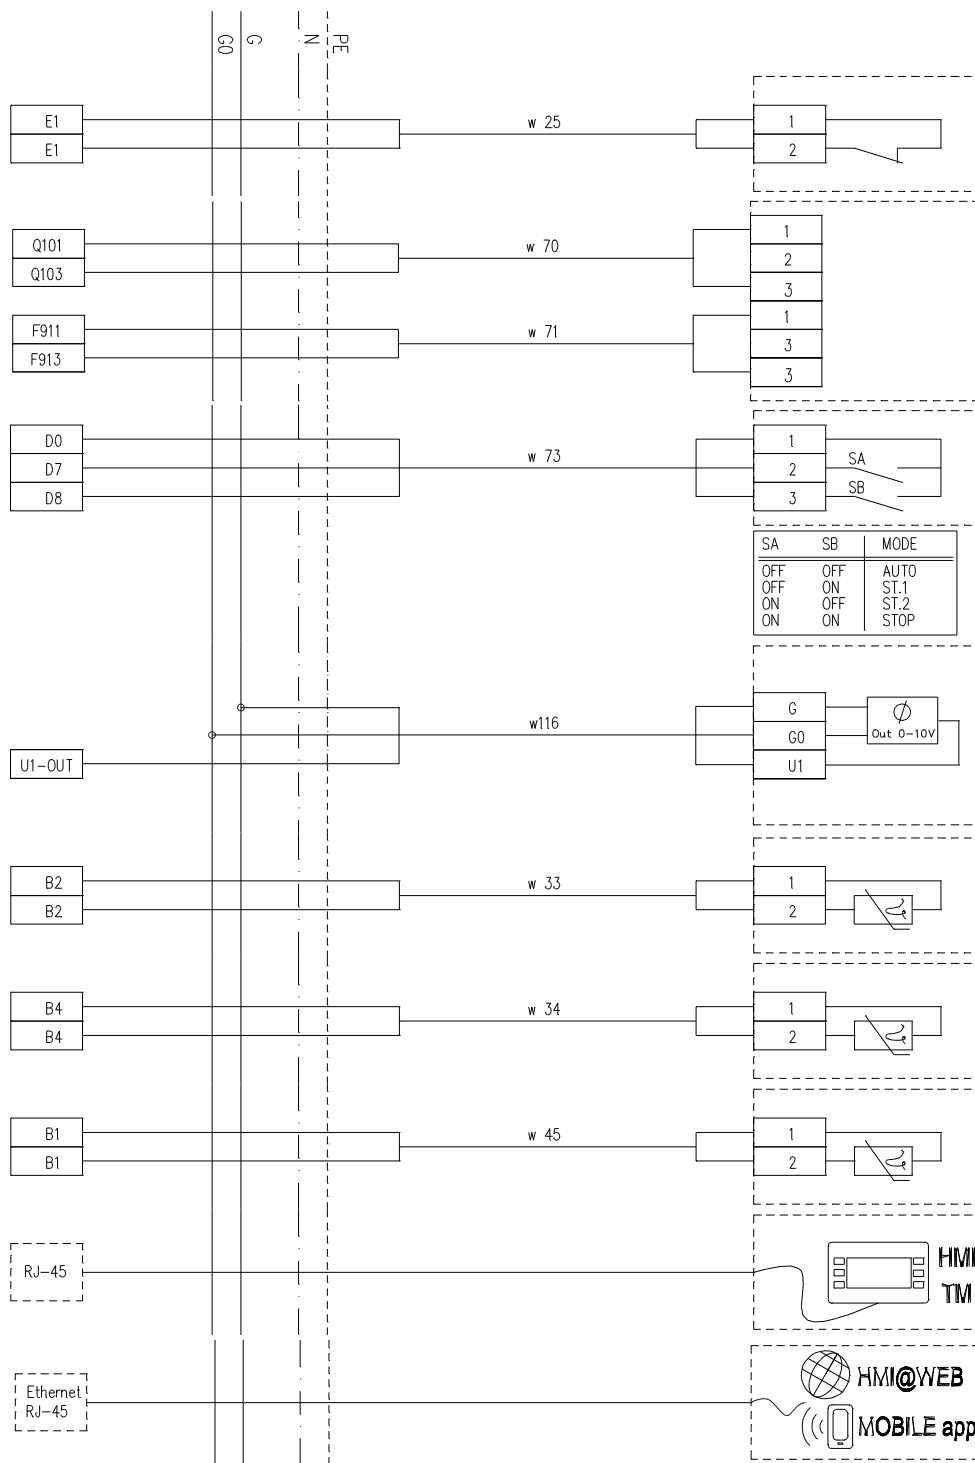 G0 G N PE
E1 w 25 1
E1 2
Q101 w 70 1
Q103 2
3
F911 w 71 1
F913 3
3
D0 w 73 1
D7 2 SA
D8 3 SB
SA SB MODE
OFF OFF AUTO
OFF ON ST.1
ON OFF ST.2
ON ON STOP
w116 G
G0 Out 0-10V
U1-OUT U1
B2 w 33 1
B2 2
B4 w 34 1
B4 2
B1 w 45 1
B1 2
RJ-45 HMI
TM
Ethernet HMI@WEB
RJ-45 MOBILE app